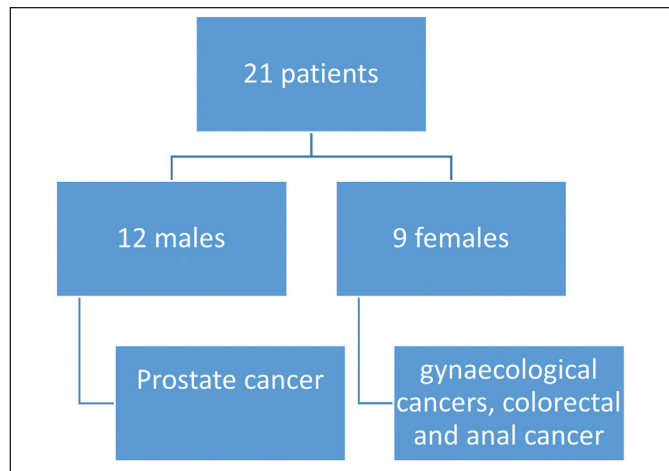 21 patients
12 males
9 females
Prostate cancer
gynaecological
cancers, colorectal
and anal cancer